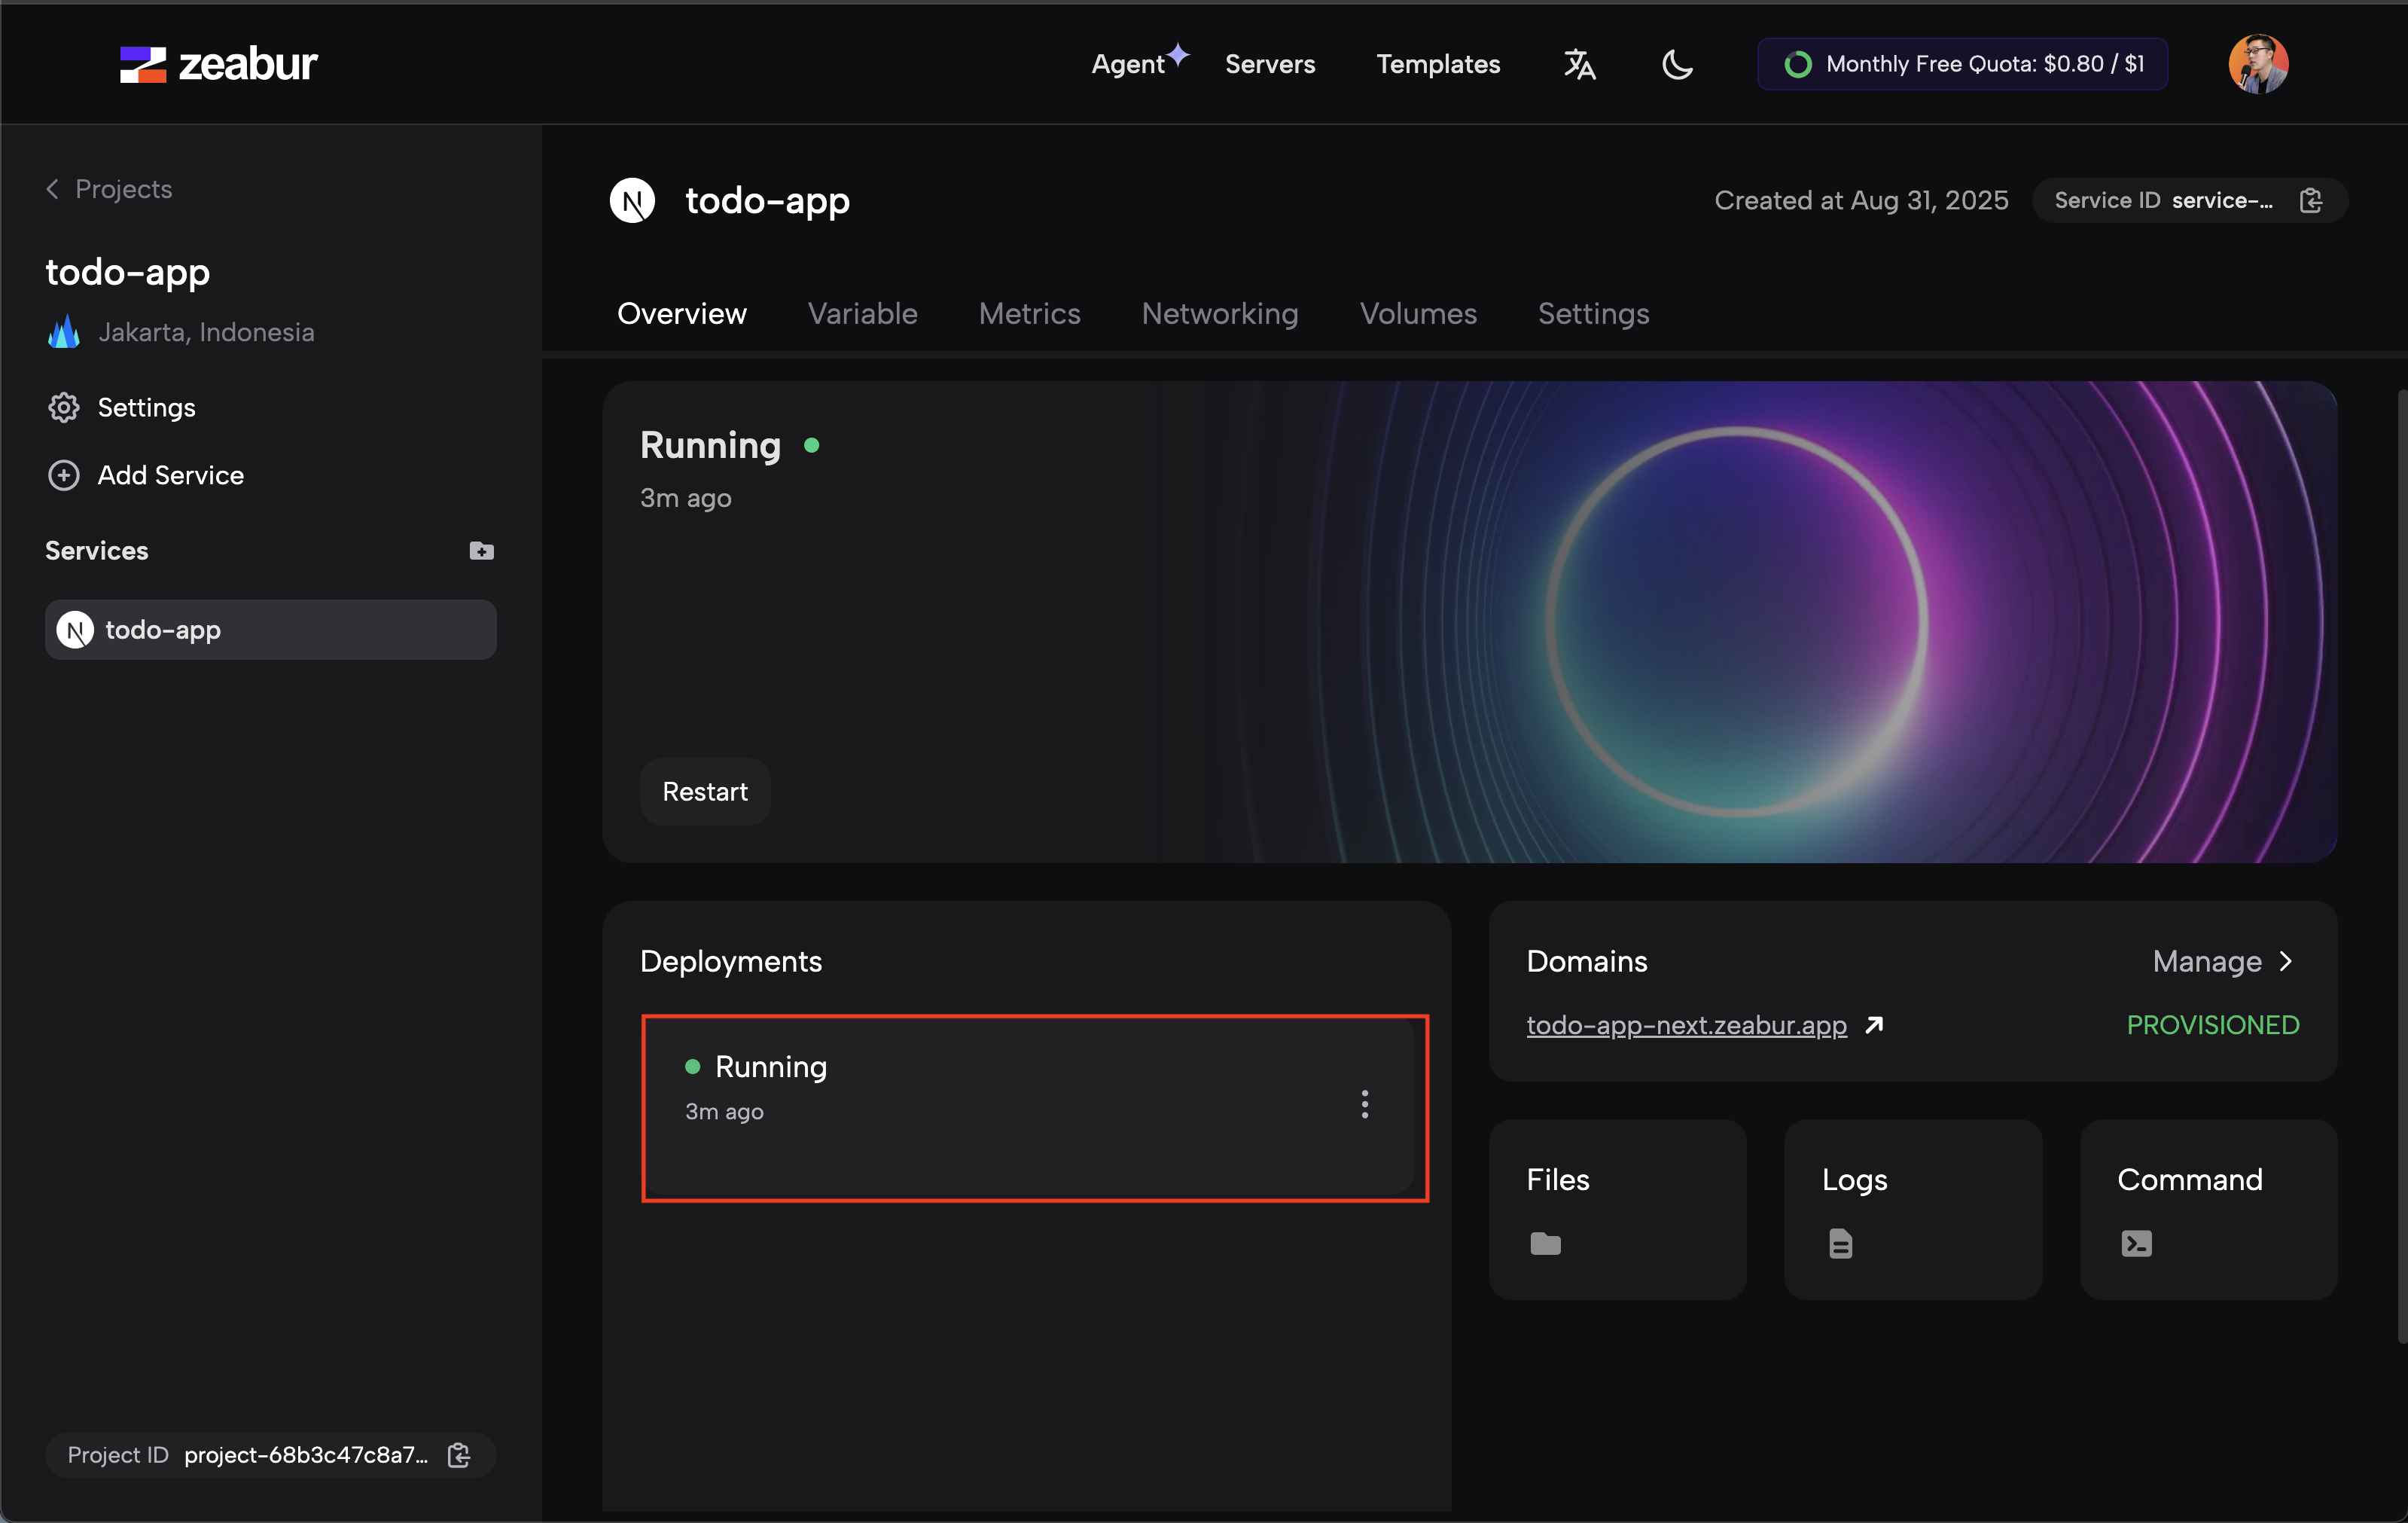 zeabur
Agent
Servers
Templates
Monthly Free Quota: $0.80 / $1
Projects
todo-app
Jakarta, Indonesia
Settings
Add Service
Services
todo-app
Project ID project-68b3c47c8a7...
todo-app
Created at Aug 31, 2025
Service ID service-...
Overview
Variable
Metrics
Networking
Volumes
Settings
Running
3m ago
Restart
Deployments
Running
3m ago
Domains
Manage
todo-app-next.zeabur.app
PROVISIONED
Files
Logs
Command